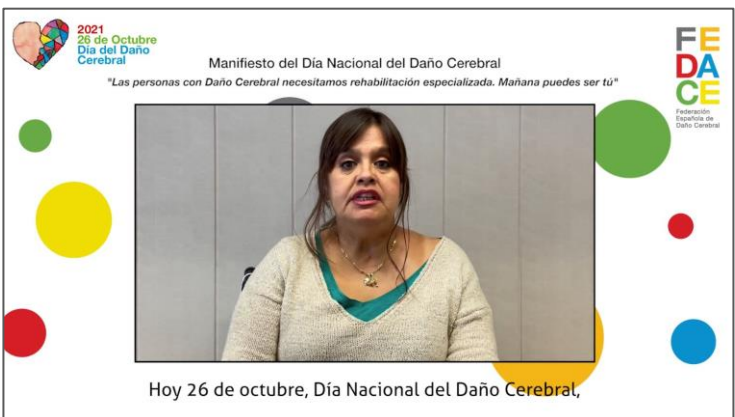 2021
26 de Octubre
Día del Daño
Cerebral
Manifiesto del Día Nacional del Daño Cerebral
"Las personas con Daño Cerebral necesitamos rehabilitación especializada. Mañana puedes ser tú"
FE
DA
CE
Federación
Española de
Daño Cerebral
Hoy 26 de octubre, Día Nacional del Daño Cerebral,